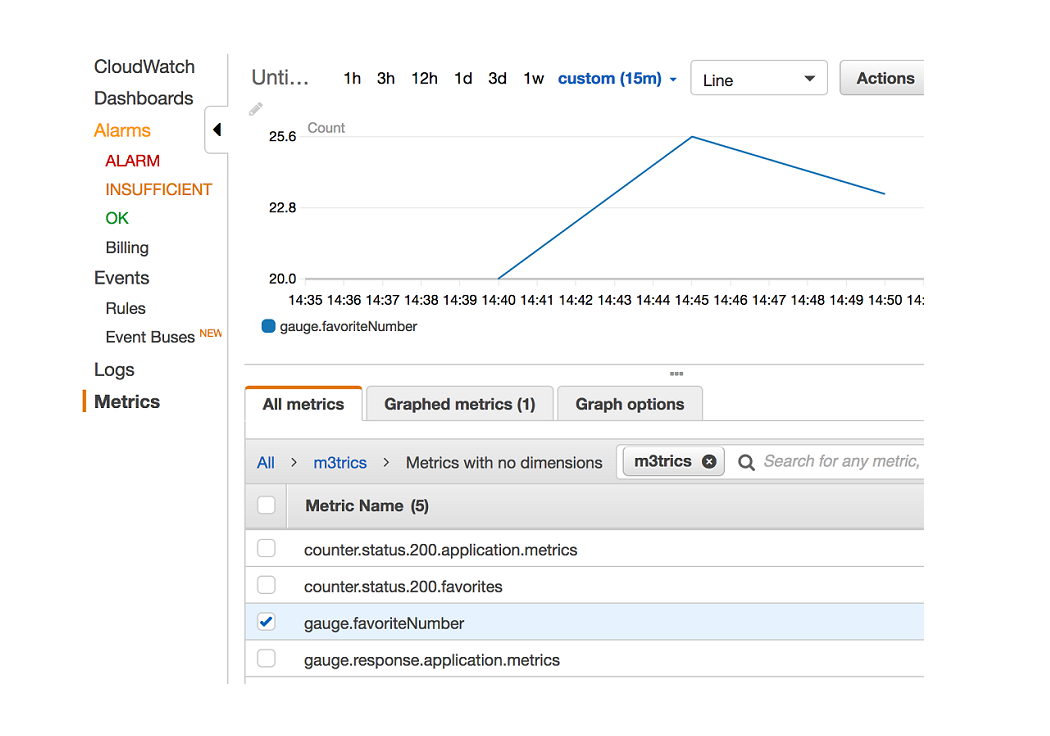 CloudWatch
Dashboards
Alarms
ALARM
INSUFFICIENT
OK
Billing
Events
Rules
Event Buses NEW
Logs
Metrics
Unti... 1h 3h 12h 1d 3d 1w custom (15m) Line Actions
Count
25.6
22.8
20.0
14:35 14:36 14:37 14:38 14:39 14:40 14:41 14:42 14:43 14:44 14:45 14:46 14:47 14:48 14:49 14:50 14:
gauge.favoriteNumber
All metrics Graphed metrics (1) Graph options
All > m3trics > Metrics with no dimensions m3trics Search for any metric,
Metric Name (5)
counter.status.200.application.metrics
counter.status.200.favorites
gauge.favoriteNumber
gauge.response.application.metrics